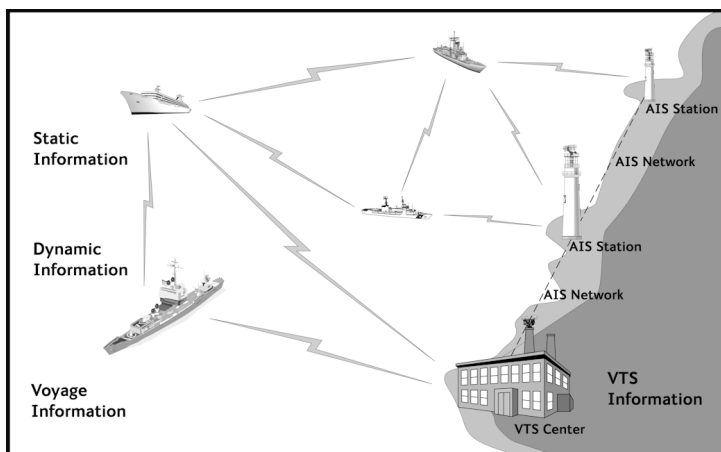 AIS Station
Static
Information
AIS Network
Dynamic
Information
AIS Station
AIS Network
Voyage
Information
VTS
Information
VTS Center